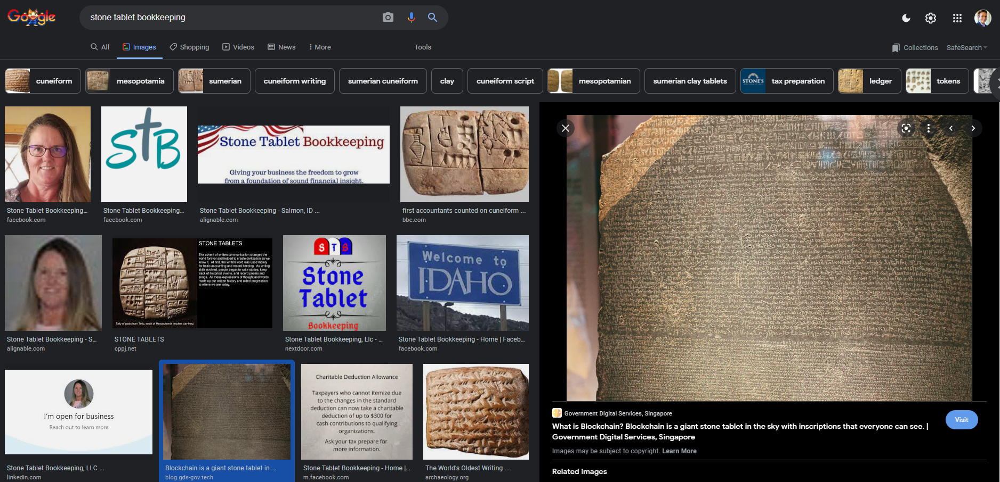 Google
stone tablet bookkeeping
All
Images
Shopping
Videos
News
More
Tools
Collections
SafeSearch
cuneiform
mesopotamia
sumerian
cuneiform writing
sumerian cuneiform
clay
cuneiform script
mesopotamian
sumerian clay tablets
STONE'S
tax preparation
ledger
tokens
StB
Stone Tablet Bookkeeping
Giving your business the freedom to grow
from a foundation of sound financial insight.
Stone Tablet Bookkeeping...
facebook.com
Stone Tablet Bookkeeping...
facebook.com
Stone Tablet Bookkeeping - Salmon, ID ...
alignable.com
first accountants counted on cuneiform ...
bbc.com
STONE TABLETS
The advent of written communication changed the
world forever and helped to create civilization as we
know it. At first, the written word was used mainly
for basic accounting and record keeping. As writing
skills evolved, people began to write stories, keep
track of historical events, and record poems and
songs. All these expressions of thought and words
made up our written history and aided progression
to where we are today.
Tally of goats from Tello, south of Mesopotamia (modern day Iraq)
S T B
Stone
Tablet
Bookkeeping
Welcome to
IDAHO
Stone Tablet Bookkeeping - S...
alignable.com
STONE TABLETS
cppj.net
Stone Tablet Bookkeeping, Llc - ...
nextdoor.com
Stone Tablet Bookkeeping - Home | Faceb...
facebook.com
I'm open for business
Reach out to learn more
Charitable Deduction Allowance
Taxpayers who cannot itemize due
to the changes in the standard
deduction can now take a charitable
deduction of up to $300 for
cash contributions to qualifying
organizations.
Ask your tax prepare for
more information.
Stone Tablet Bookkeeping, LLC ...
linkedin.com
Blockchain is a giant stone tablet in ...
blog.gds-gov.tech
Stone Tablet Bookkeeping - Home |...
m.facebook.com
The World's Oldest Writing ...
archaeology.org
Government Digital Services, Singapore
What is Blockchain? Blockchain is a giant stone tablet in the sky with inscriptions that everyone can see. |
Government Digital Services, Singapore
Visit
Images may be subject to copyright. Learn More
Related images